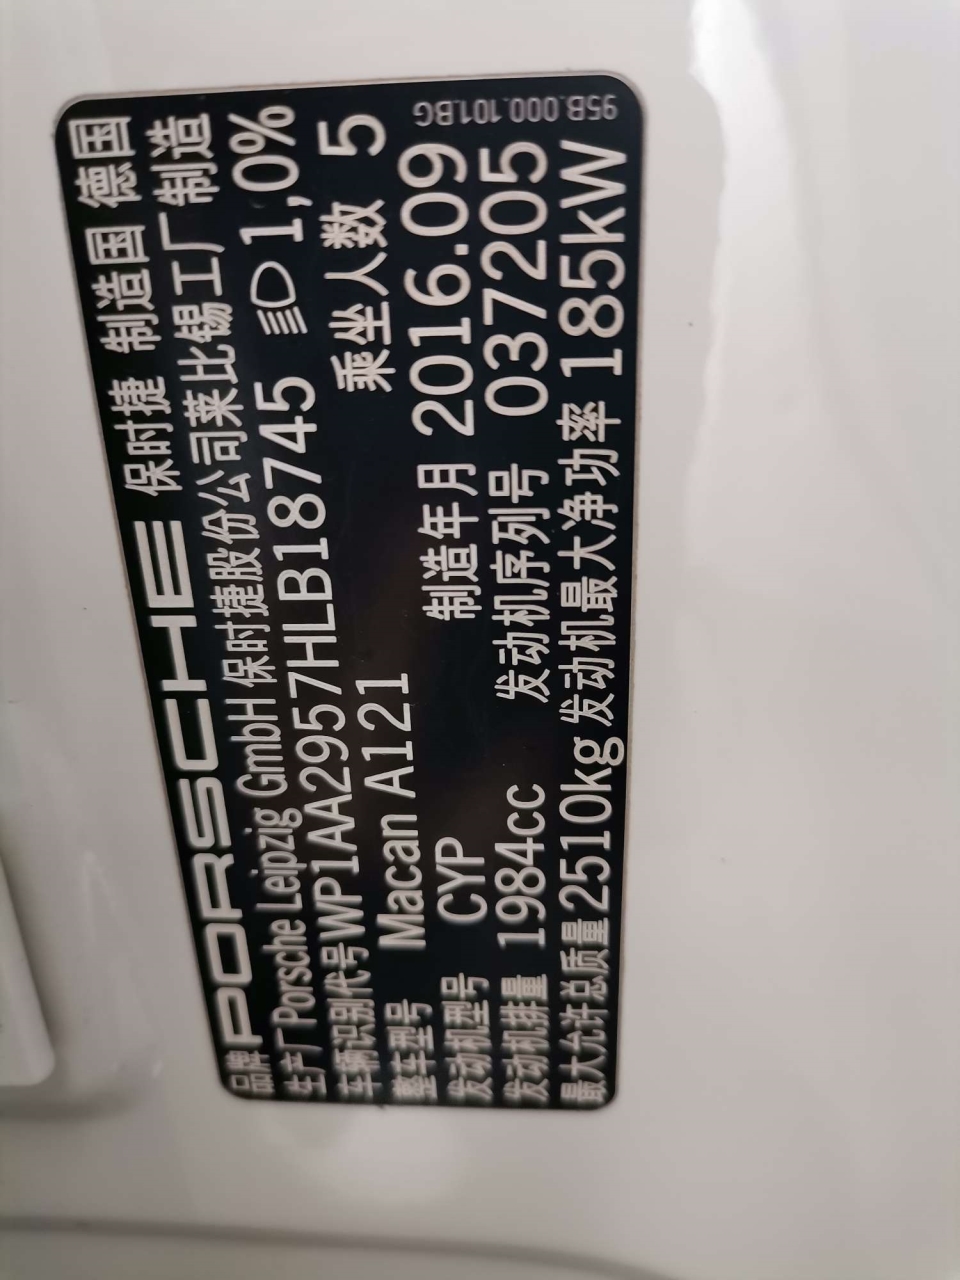 品牌 PORSCHE 保时捷 制造国 德国
生产厂 Porsche Leipzig GmbH 保时捷股份公司莱比锡工厂制造
车辆识别代号 WP1AA2957HLB18745 1,0%
整车型号 Macan A121 乘坐人数 5
发动机型号 CYP 制造年月 2016.09
发动机排量 1984cc 发动机序列号 037205
最大允许总质量 2510kg 发动机最大净功率 185kW
95B.000.101.BG